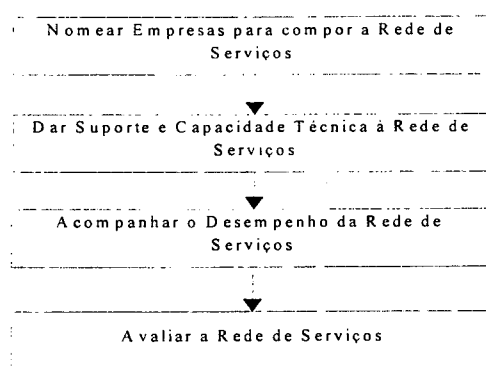 Nomear Empresas para compor a Rede de
Serviços
Dar Suporte e Capacidade Técnica à Rede de
Serviços
Acompanhar o Desempenho da Rede de
Serviços
Avaliar a Rede de Serviços